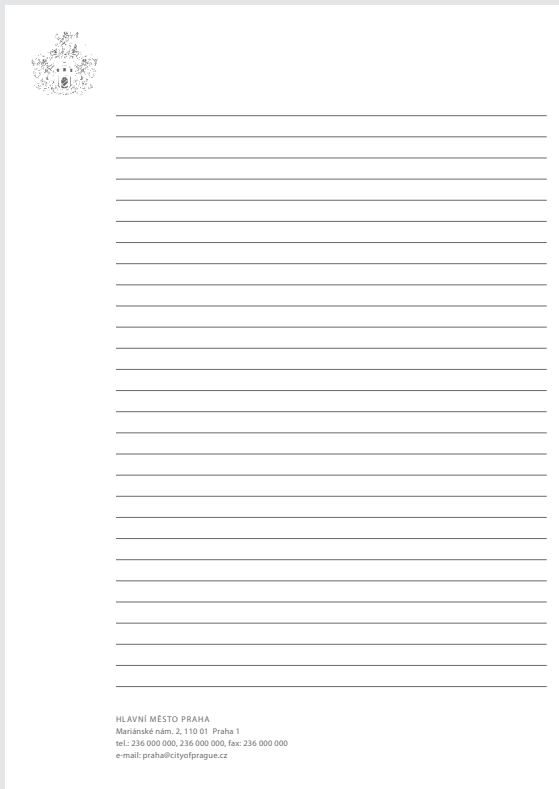 HLAVNÍ MĚSTO PRAHA
Mariánské nám. 2, 110 01 Praha 1
tel.: 236 000 000, 236 000 000, fax: 236 000 000
e-mail: praha@cityofprague.cz